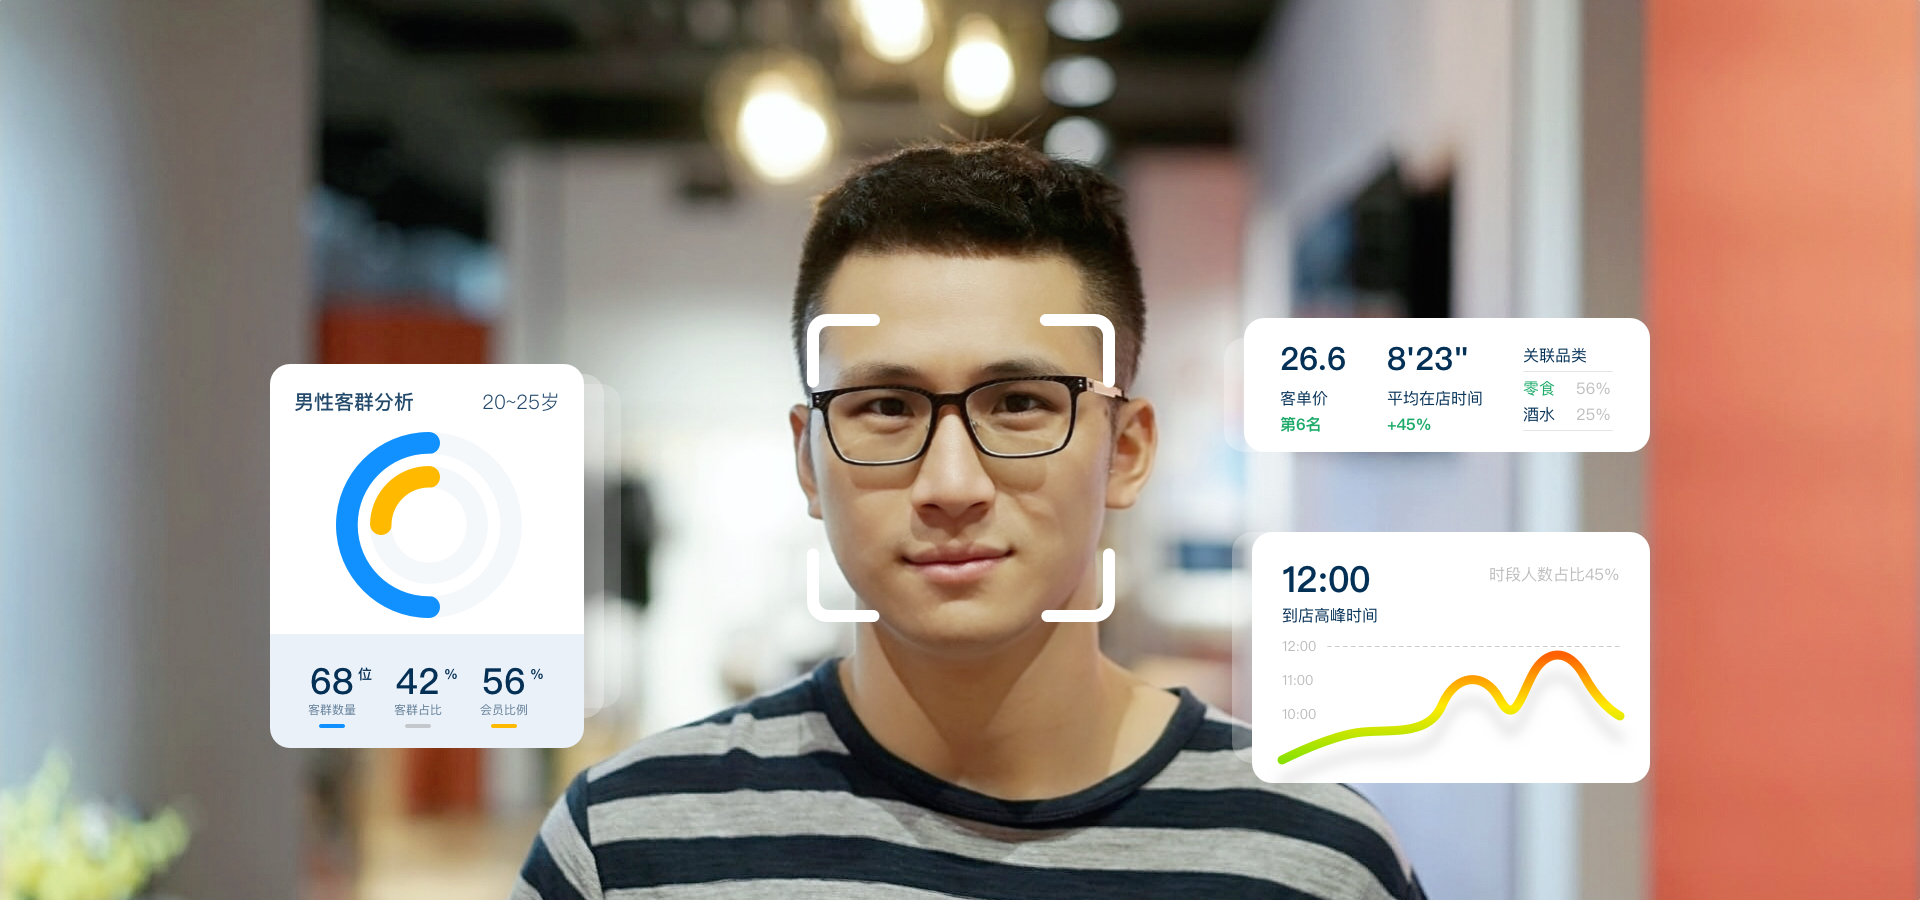 男性客群分析 20~25岁
68位 42% 56%
客群数量 客群占比 会员比例
26.6 8'23" 关联品类
客单价 平均在店时间 零食 56%
第6名 +45% 酒水 25%
12:00 时段人数占比45%
到店高峰时间
12:00
11:00
10:00